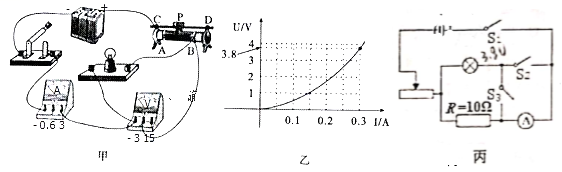 - +
C P D
A B
A
V
- 0.6 3
- 3 15
甲
U/V
3.8
4
3
2
1
0.1 0.2 0.3 I/A
乙
S₁
3.8V
S₂
S₃
R=10Ω
A
丙